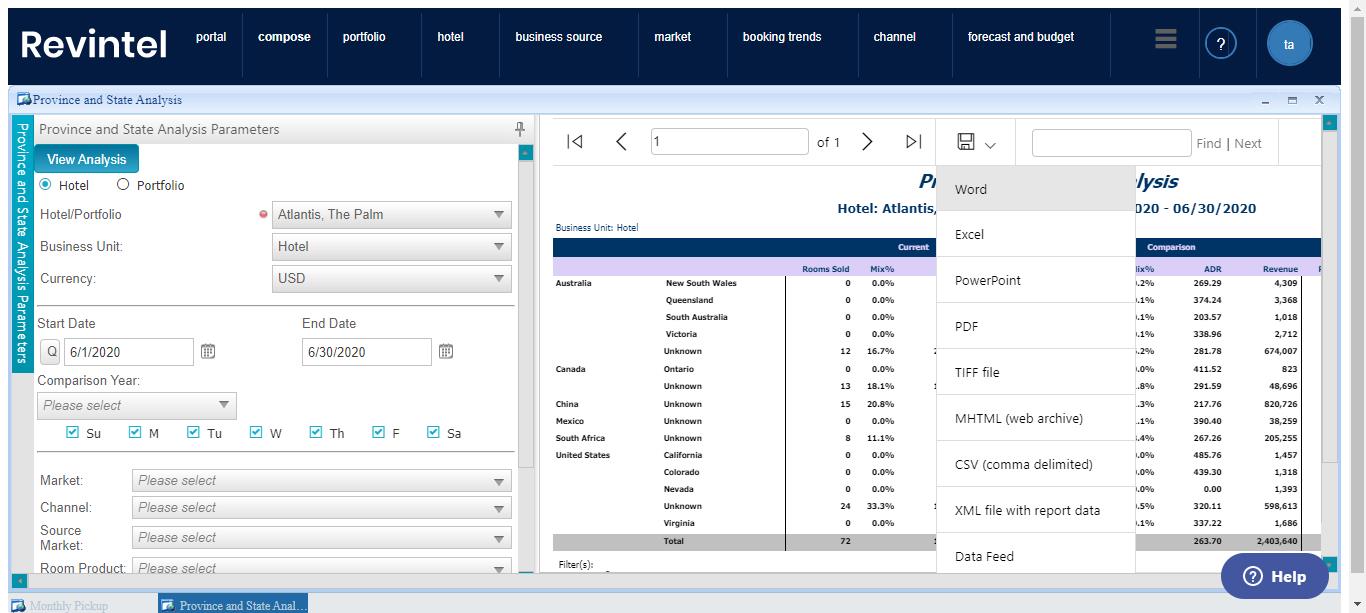 Revintel portal compose portfolio hotel business source market booking trends channel forecast and budget ? ta
Province and State Analysis
Province and State Analysis Parameters
Province and State Analysis Parameters
View Analysis
Hotel Portfolio
Hotel/Portfolio Atlantis, The Palm
Business Unit: Hotel
Currency: USD
Start Date End Date
Q 6/1/2020 6/30/2020
Comparison Year:
Please select
Su M Tu W Th F Sa
Market: Please select
Channel: Please select
Source Market: Please select
Room Product: Please select
1 of 1 Find | Next
Word
Excel
PowerPoint
PDF
TIFF file
MHTML (web archive)
CSV (comma delimited)
XML file with report data
Data Feed
Hotel: Atlantis, 020 - 06/30/2020
Business Unit: Hotel
Current Comparison
Rooms Sold Mix% ix% ADR Revenue
Australia New South Wales 0 0.0% .2% 269.29 4,309
Queensland 0 0.0% .1% 374.24 3,368
South Australia 0 0.0% .1% 203.57 1,018
Victoria 0 0.0% .1% 338.96 2,712
Unknown 12 16.7% .2% 281.78 674,007
Canada Ontario 0 0.0% .0% 411.52 823
Unknown 13 18.1% .8% 291.59 48,696
China Unknown 15 20.8% .3% 217.76 820,726
Mexico Unknown 0 0.0% .1% 390.40 38,259
South Africa Unknown 8 11.1% .4% 267.26 205,255
United States California 0 0.0% .0% 485.76 1,457
Colorado 0 0.0% .0% 439.30 1,318
Nevada 0 0.0% .0% 0.00 1,393
Unknown 24 33.3% .5% 320.11 598,613
Virginia 0 0.0% .1% 337.22 1,686
Total 72 263.70 2,403,640
Filter(s):
? Help
Monthly Pickup Province and State Anal...